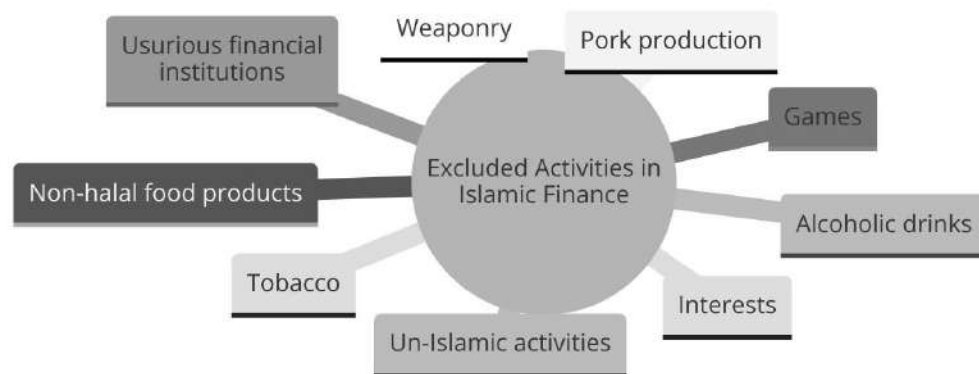 Weaponry
Pork production
Usurious financial
institutions
Games
Excluded Activities in
Islamic Finance
Non-halal food products
Alcoholic drinks
Tobacco
Interests
Un-Islamic activities